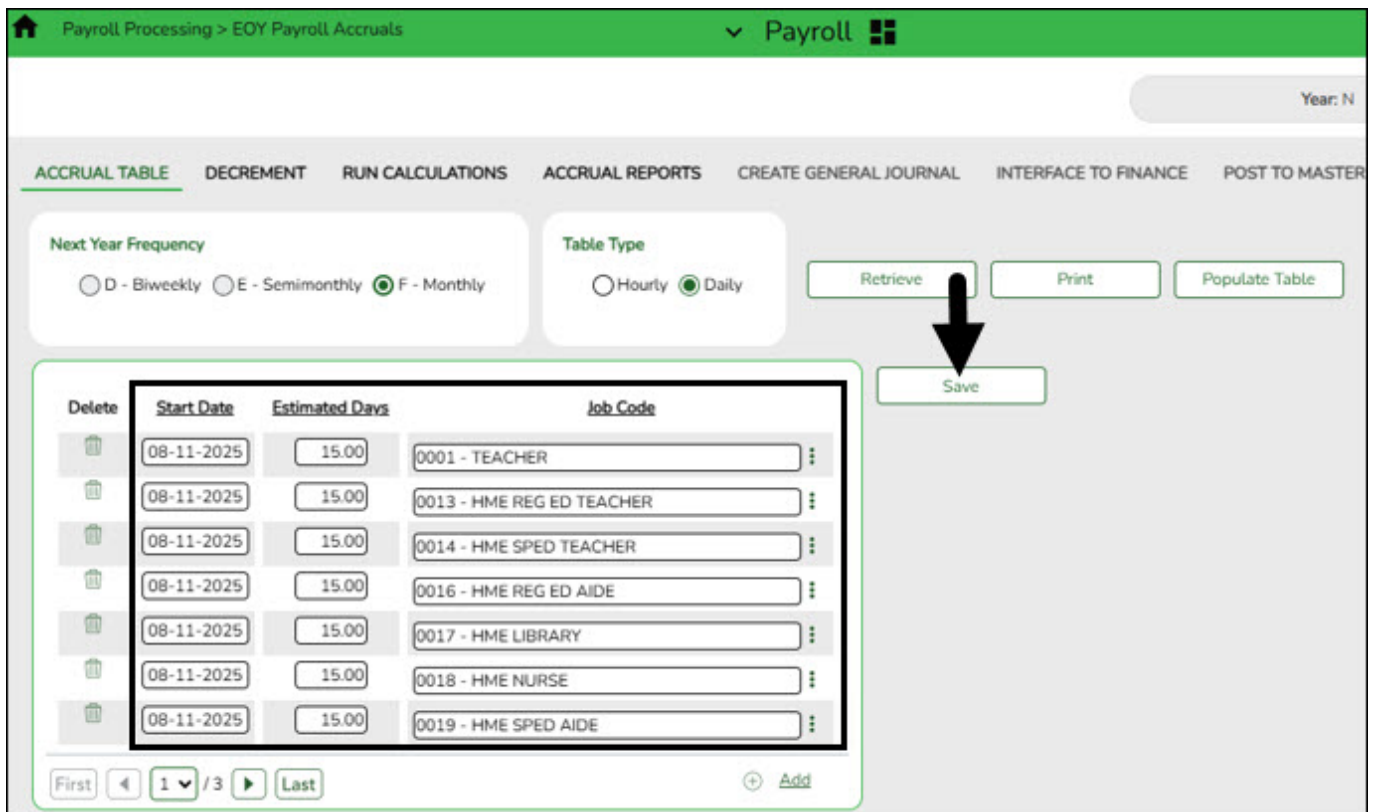 Payroll Processing > EOY Payroll Accruals
Payroll
Year: N
ACCRUAL TABLE DECREMENT RUN CALCULATIONS ACCRUAL REPORTS CREATE GENERAL JOURNAL INTERFACE TO FINANCE POST TO MASTER
Next Year Frequency
D - Biweekly E - Semimonthly F - Monthly
Table Type
Hourly Daily
Retrieve Print Populate Table
Save
Delete Start Date Estimated Days Job Code
08-11-2025 15.00 0001 - TEACHER
08-11-2025 15.00 0013 - HME REG ED TEACHER
08-11-2025 15.00 0014 - HME SPED TEACHER
08-11-2025 15.00 0016 - HME REG ED AIDE
08-11-2025 15.00 0017 - HME LIBRARY
08-11-2025 15.00 0018 - HME NURSE
08-11-2025 15.00 0019 - HME SPED AIDE
First 1 / 3 Last Add